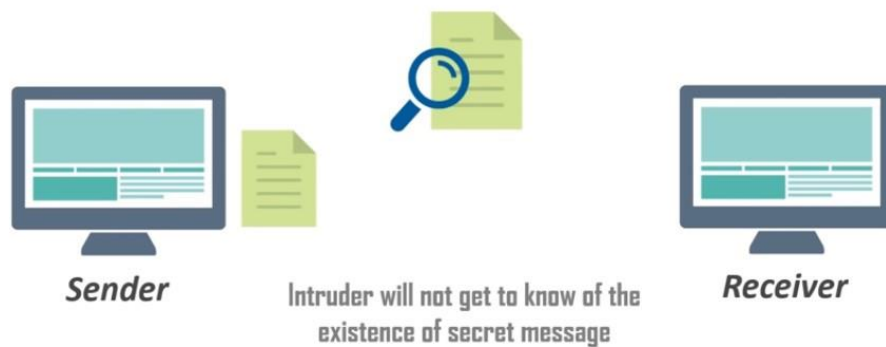 Sender
Receiver
Intruder will not get to know of the
existence of secret message